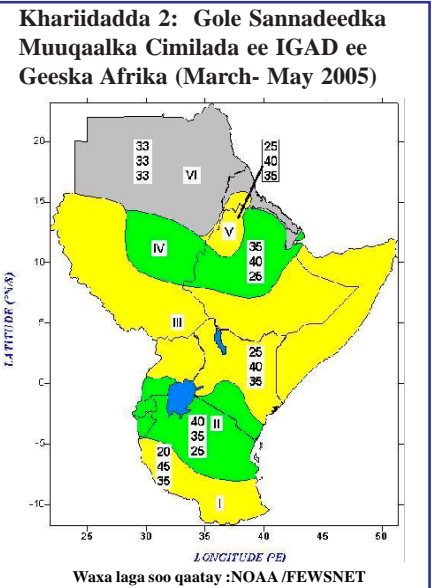 Khariidadda 2: Gole Sannadeedka
Muuqaalka Cimilada ee IGAD ee
Geeska Afrika (March- May 2005)
20
15
10
5
0
-5
-10
LATITUDE (°N/S)
33
33
33
VI
25
40
35
IV
V
35
40
25
III
25
40
35
II
40
35
25
20
45
35
I
25 30 35 40 45 50
LONGITUDE (°E)
Waxa laga soo qaatay :NOAA /FEWSNET